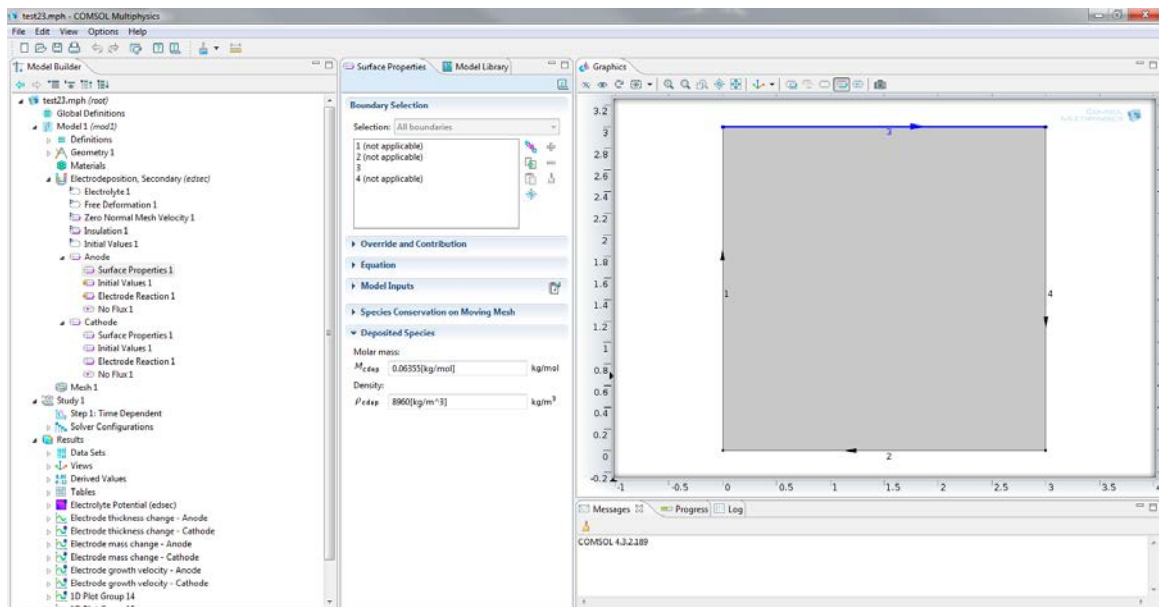 test23.mph - COMSOL Multiphysics
File Edit View Options Help
Model Builder
test23.mph (root)
Global Definitions
Model 1 (mod1)
Definitions
Geometry 1
Materials
Electrodeposition, Secondary (edsec)
Electrolyte 1
Free Deformation 1
Zero Normal Mesh Velocity 1
Insulation 1
Initial Values 1
Anode
Surface Properties 1
Initial Values 1
Electrode Reaction 1
No Flux 1
Cathode
Surface Properties 1
Initial Values 1
Electrode Reaction 1
No Flux 1
Mesh 1
Study 1
Step 1: Time Dependent
Solver Configurations
Results
Data Sets
Views
Derived Values
Tables
Electrolyte Potential (edsec)
Electrode thickness change - Anode
Electrode thickness change - Cathode
Electrode mass change - Anode
Electrode mass change - Cathode
Electrode growth velocity - Anode
Electrode growth velocity - Cathode
1D Plot Group 14
Surface Properties Model Library
Boundary Selection
Selection: All boundaries
1 (not applicable)
2 (not applicable)
3
4 (not applicable)
Override and Contribution
Equation
Model Inputs
Species Conservation on Moving Mesh
Deposited Species
Molar mass:
Mcdep 0.06355[kg/mol] kg/mol
Density:
ρcdep 8960[kg/m^3] kg/m³
Graphics
COMSOL
MULTIPHYSICS
3.2
3
2.8
2.6
2.4
2.2
2
1.8
1.6
1.4
1.2
1
0.8
0.6
0.4
0.2
0
-0.2
3
1
4
2
-1 -0.5 0 0.5 1 1.5 2 2.5 3 3.5 4
Messages Progress Log
COMSOL 4.3.2.189